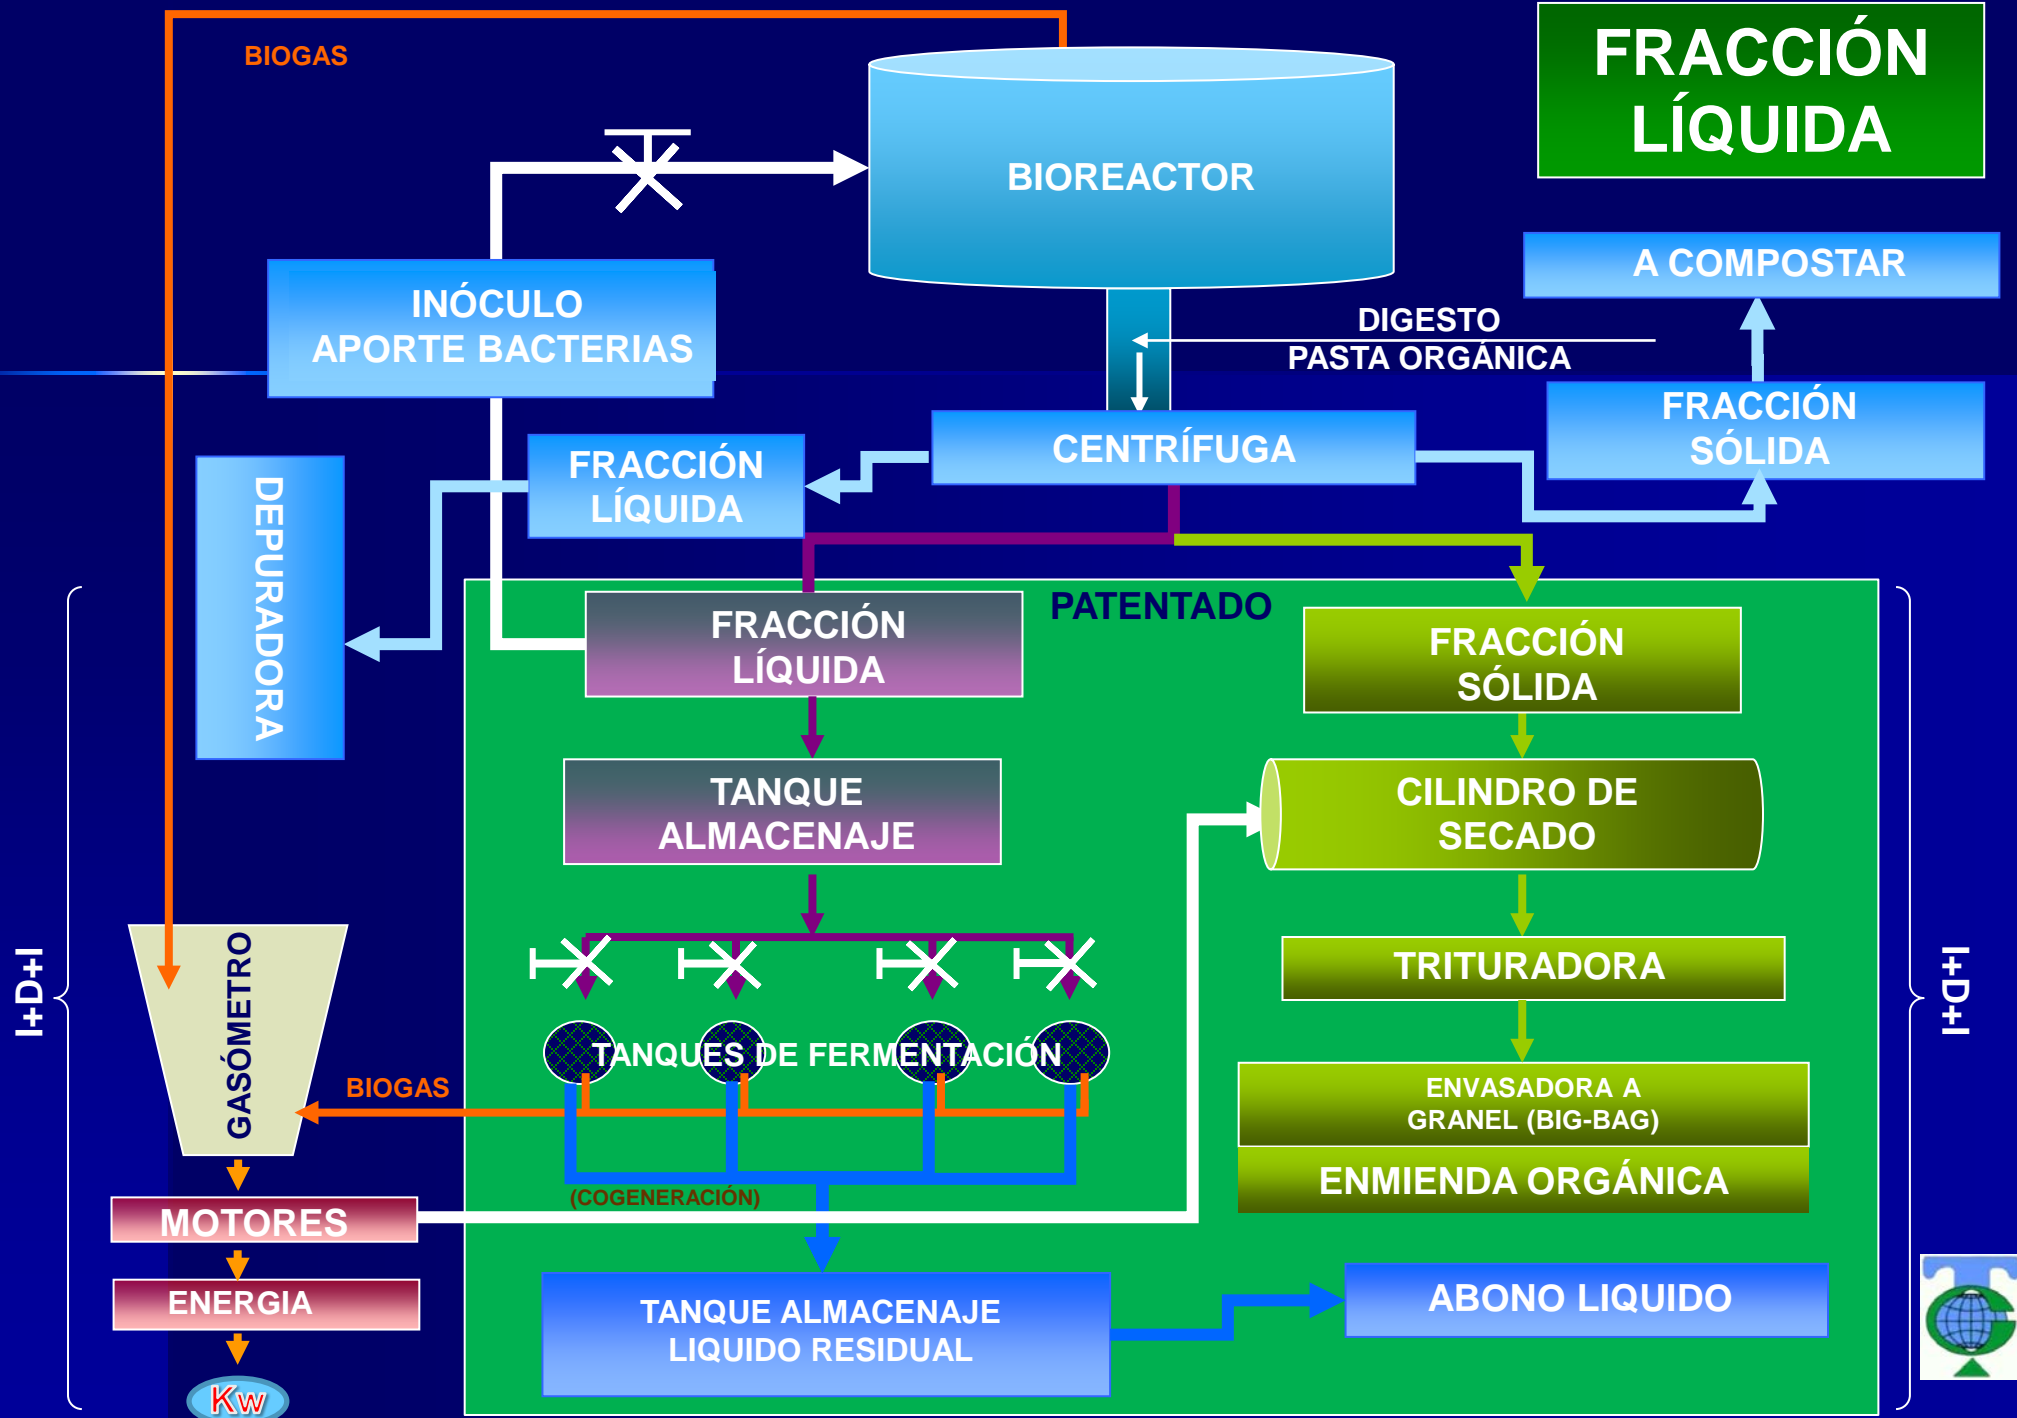 BIOGAS
FRACCIÓN
LÍQUIDA
BIOREACTOR
A COMPOSTAR
INÓCULO
APORTE BACTERIAS
DIGESTO
PASTA ORGÁNICA
FRACCIÓN
SÓLIDA
CENTRÍFUGA
FRACCIÓN
LÍQUIDA
DEPURADORA
PATENTADO
FRACCIÓN
LÍQUIDA
FRACCIÓN
SÓLIDA
TANQUE
ALMACENAJE
CILINDRO DE
SECADO
I+D+I
GASÓMETRO
TRITURADORA
I+D+I
TANQUES DE FERMENTACIÓN
BIOGAS
ENVASADORA A
GRANEL (BIG-BAG)
ENMIENDA ORGÁNICA
(COGENERACIÓN)
MOTORES
ENERGIA
TANQUE ALMACENAJE
LIQUIDO RESIDUAL
ABONO LIQUIDO
Kw